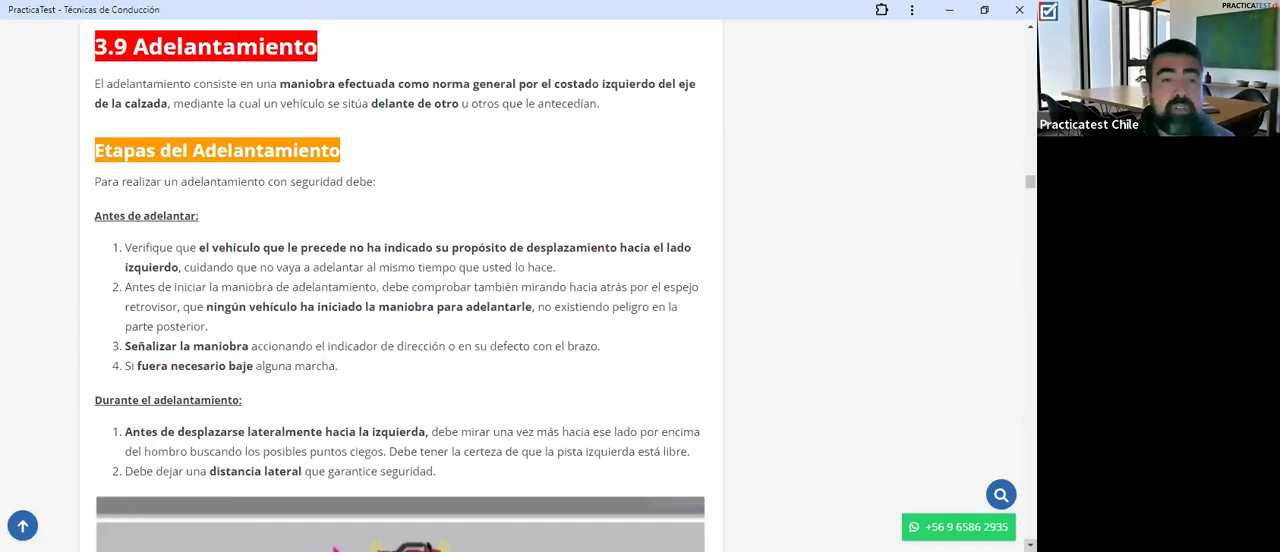 PracticaTest - Técnicas de Conducción
PRACTICATEST
3.9 Adelantamiento
El adelantamiento consiste en una maniobra efectuada como norma general por el costado izquierdo del eje
de la calzada, mediante la cual un vehículo se sitúa delante de otro u otros que le antecedían.
Practicatest Chile
Etapas del Adelantamiento
Para realizar un adelantamiento con seguridad debe:
Antes de adelantar:
1. Verifique que el vehículo que le precede no ha indicado su propósito de desplazamiento hacia el lado
izquierdo, cuidando que no vaya a adelantar al mismo tiempo que usted lo hace.
2. Antes de iniciar la maniobra de adelantamiento, debe comprobar también mirando hacia atrás por el espejo
retrovisor, que ningún vehículo ha iniciado la maniobra para adelantarle, no existiendo peligro en la
parte posterior.
3. Señalizar la maniobra accionando el indicador de dirección o en su defecto con el brazo.
4. Si fuera necesario baje alguna marcha.
Durante el adelantamiento:
1. Antes de desplazarse lateralmente hacia la izquierda, debe mirar una vez más hacia ese lado por encima
del hombro buscando los posibles puntos ciegos. Debe tener la certeza de que la pista izquierda está libre.
2. Debe dejar una distancia lateral que garantice seguridad.
+56 9 6586 2935